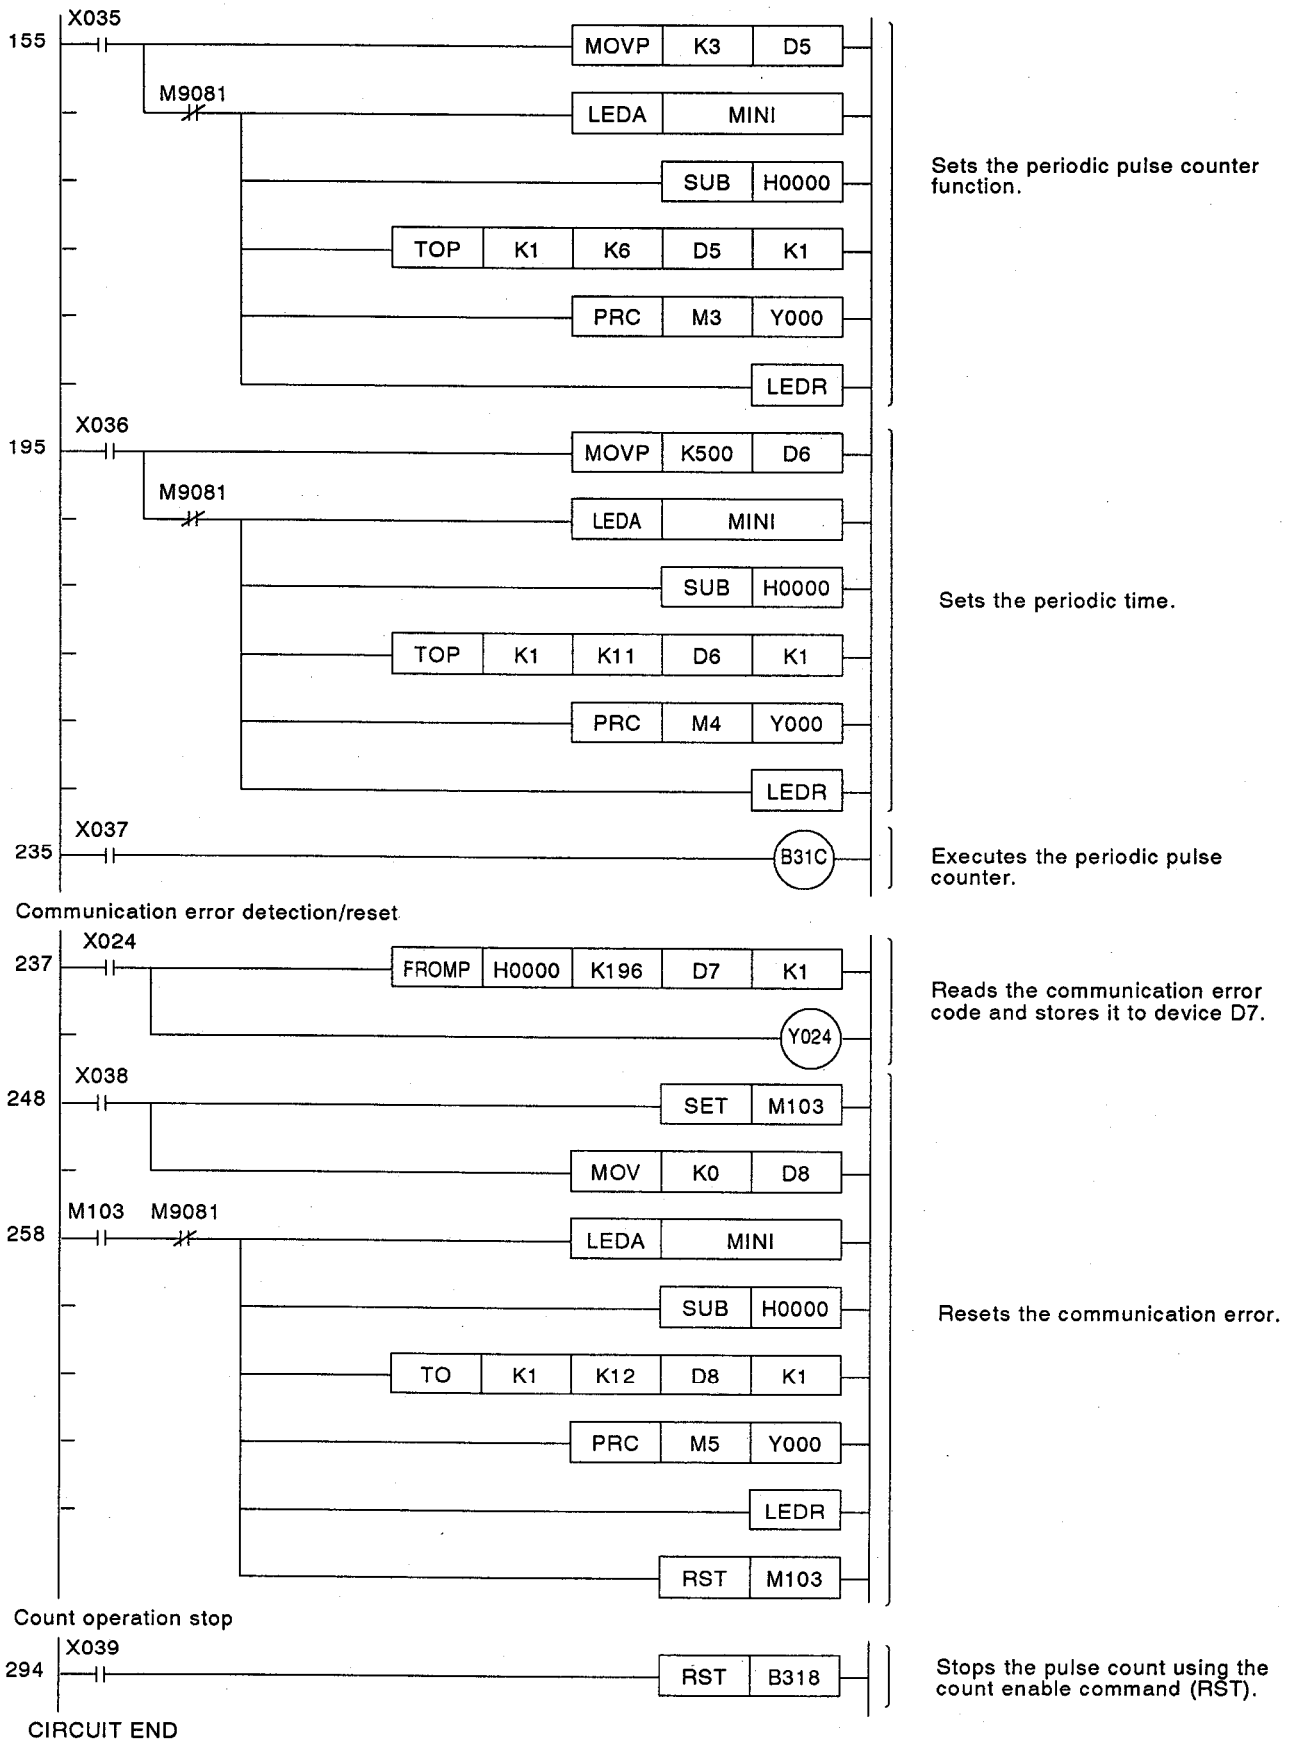 X035
155
MOVP K3 D5
M9081
LEDA MINI
SUB H0000
TOP K1 K6 D5 K1
PRC M3 Y000
LEDR
Sets the periodic pulse counter
function.
X036
195
MOVP K500 D6
M9081
LEDA MINI
SUB H0000
TOP K1 K11 D6 K1
PRC M4 Y000
LEDR
Sets the periodic time.
X037
235
B31C
Executes the periodic pulse
counter.
Communication error detection/reset
X024
237
FROMP H0000 K196 D7 K1
Y024
Reads the communication error
code and stores it to device D7.
X038
248
SET M103
MOV K0 D8
M103 M9081
258
LEDA MINI
SUB H0000
TO K1 K12 D8 K1
PRC M5 Y000
LEDR
RST M103
Resets the communication error.
Count operation stop
X039
294
RST B318
Stops the pulse count using the
count enable command (RST).
CIRCUIT END